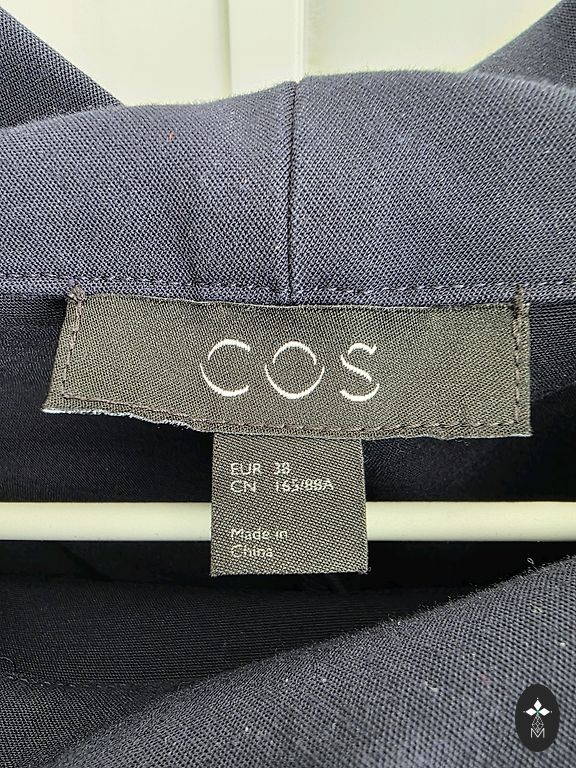 COS
EUR 38
CN 165/88A
Made in
China
M